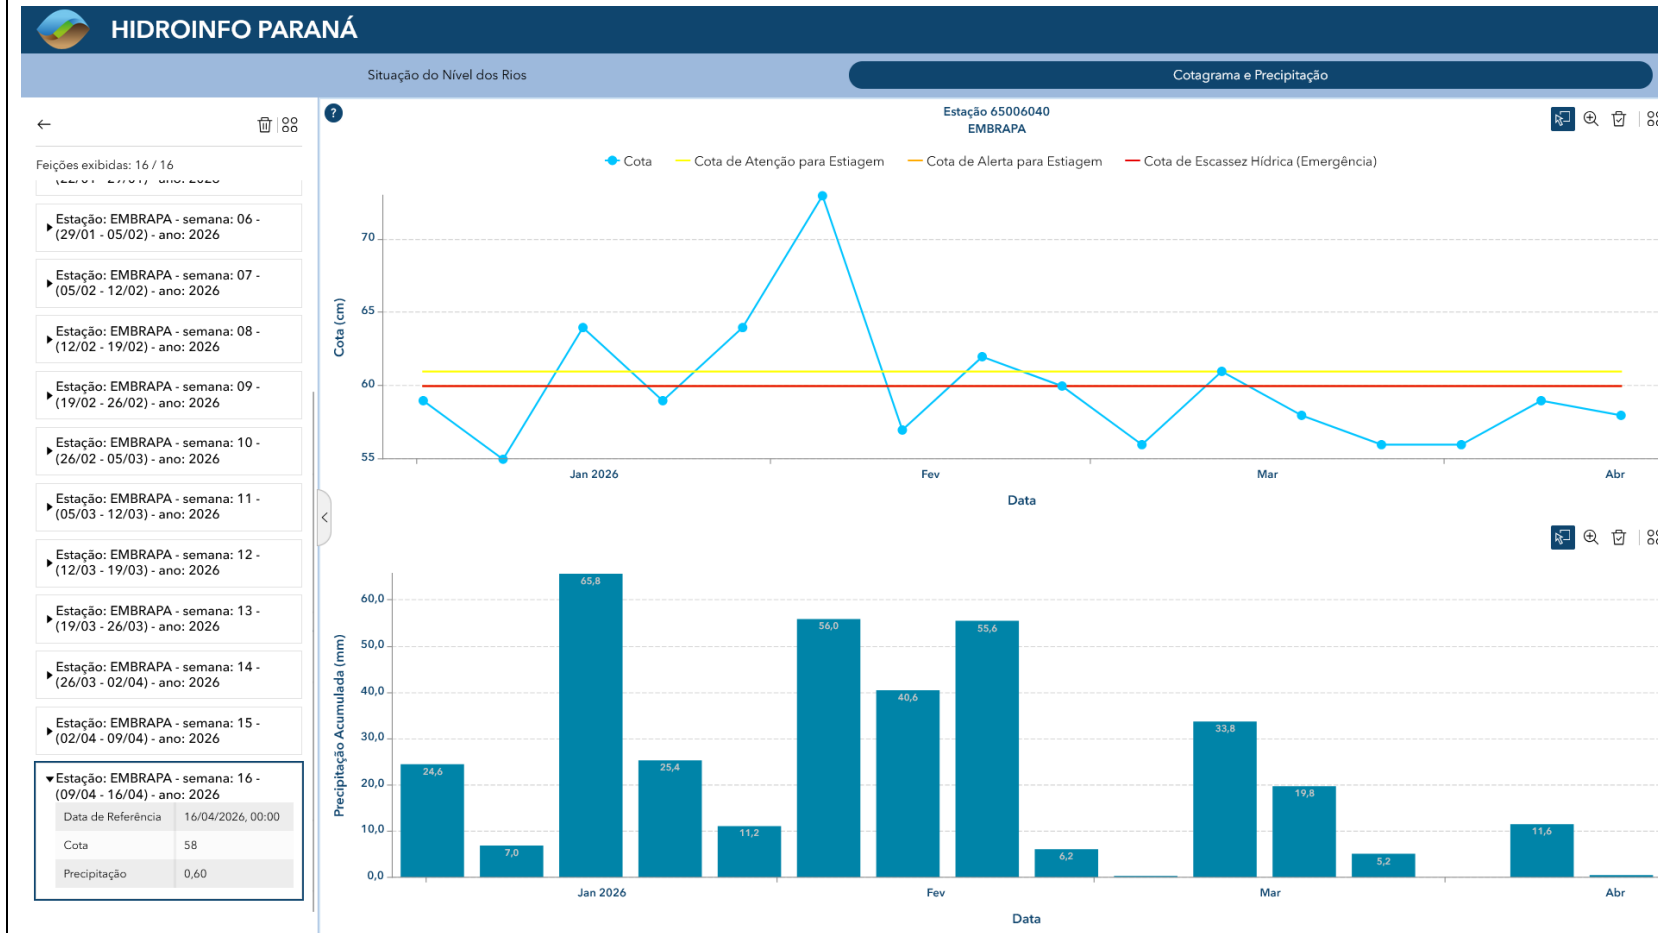 HIDROINFO PARANÁ
Situação do Nível dos Rios
Cotagrama e Precipitação
Feições exibidas: 16 / 16
(22/01 - 29/01) - ano: 2026
Estação: EMBRAPA - semana: 06 -
(29/01 - 05/02) - ano: 2026
Estação: EMBRAPA - semana: 07 -
(05/02 - 12/02) - ano: 2026
Estação: EMBRAPA - semana: 08 -
(12/02 - 19/02) - ano: 2026
Estação: EMBRAPA - semana: 09 -
(19/02 - 26/02) - ano: 2026
Estação: EMBRAPA - semana: 10 -
(26/02 - 05/03) - ano: 2026
Estação: EMBRAPA - semana: 11 -
(05/03 - 12/03) - ano: 2026
Estação: EMBRAPA - semana: 12 -
(12/03 - 19/03) - ano: 2026
Estação: EMBRAPA - semana: 13 -
(19/03 - 26/03) - ano: 2026
Estação: EMBRAPA - semana: 14 -
(26/03 - 02/04) - ano: 2026
Estação: EMBRAPA - semana: 15 -
(02/04 - 09/04) - ano: 2026
Estação: EMBRAPA - semana: 16 -
(09/04 - 16/04) - ano: 2026
Data de Referência 16/04/2026, 00:00
Cota 58
Precipitação 0,60
?
Estação 65006040
EMBRAPA
Cota Cota de Atenção para Estiagem Cota de Alerta para Estiagem Cota de Escassez Hídrica (Emergência)
Cota (cm)
70
65
60
55
Jan 2026 Fev Mar Abr
Data
Precipitação Acumulada (mm)
60,0
50,0
40,0
30,0
20,0
10,0
0,0
24,6
7,0
65,8
25,4
11,2
56,0
40,6
55,6
6,2
33,8
19,8
5,2
11,6
Jan 2026 Fev Mar Abr
Data